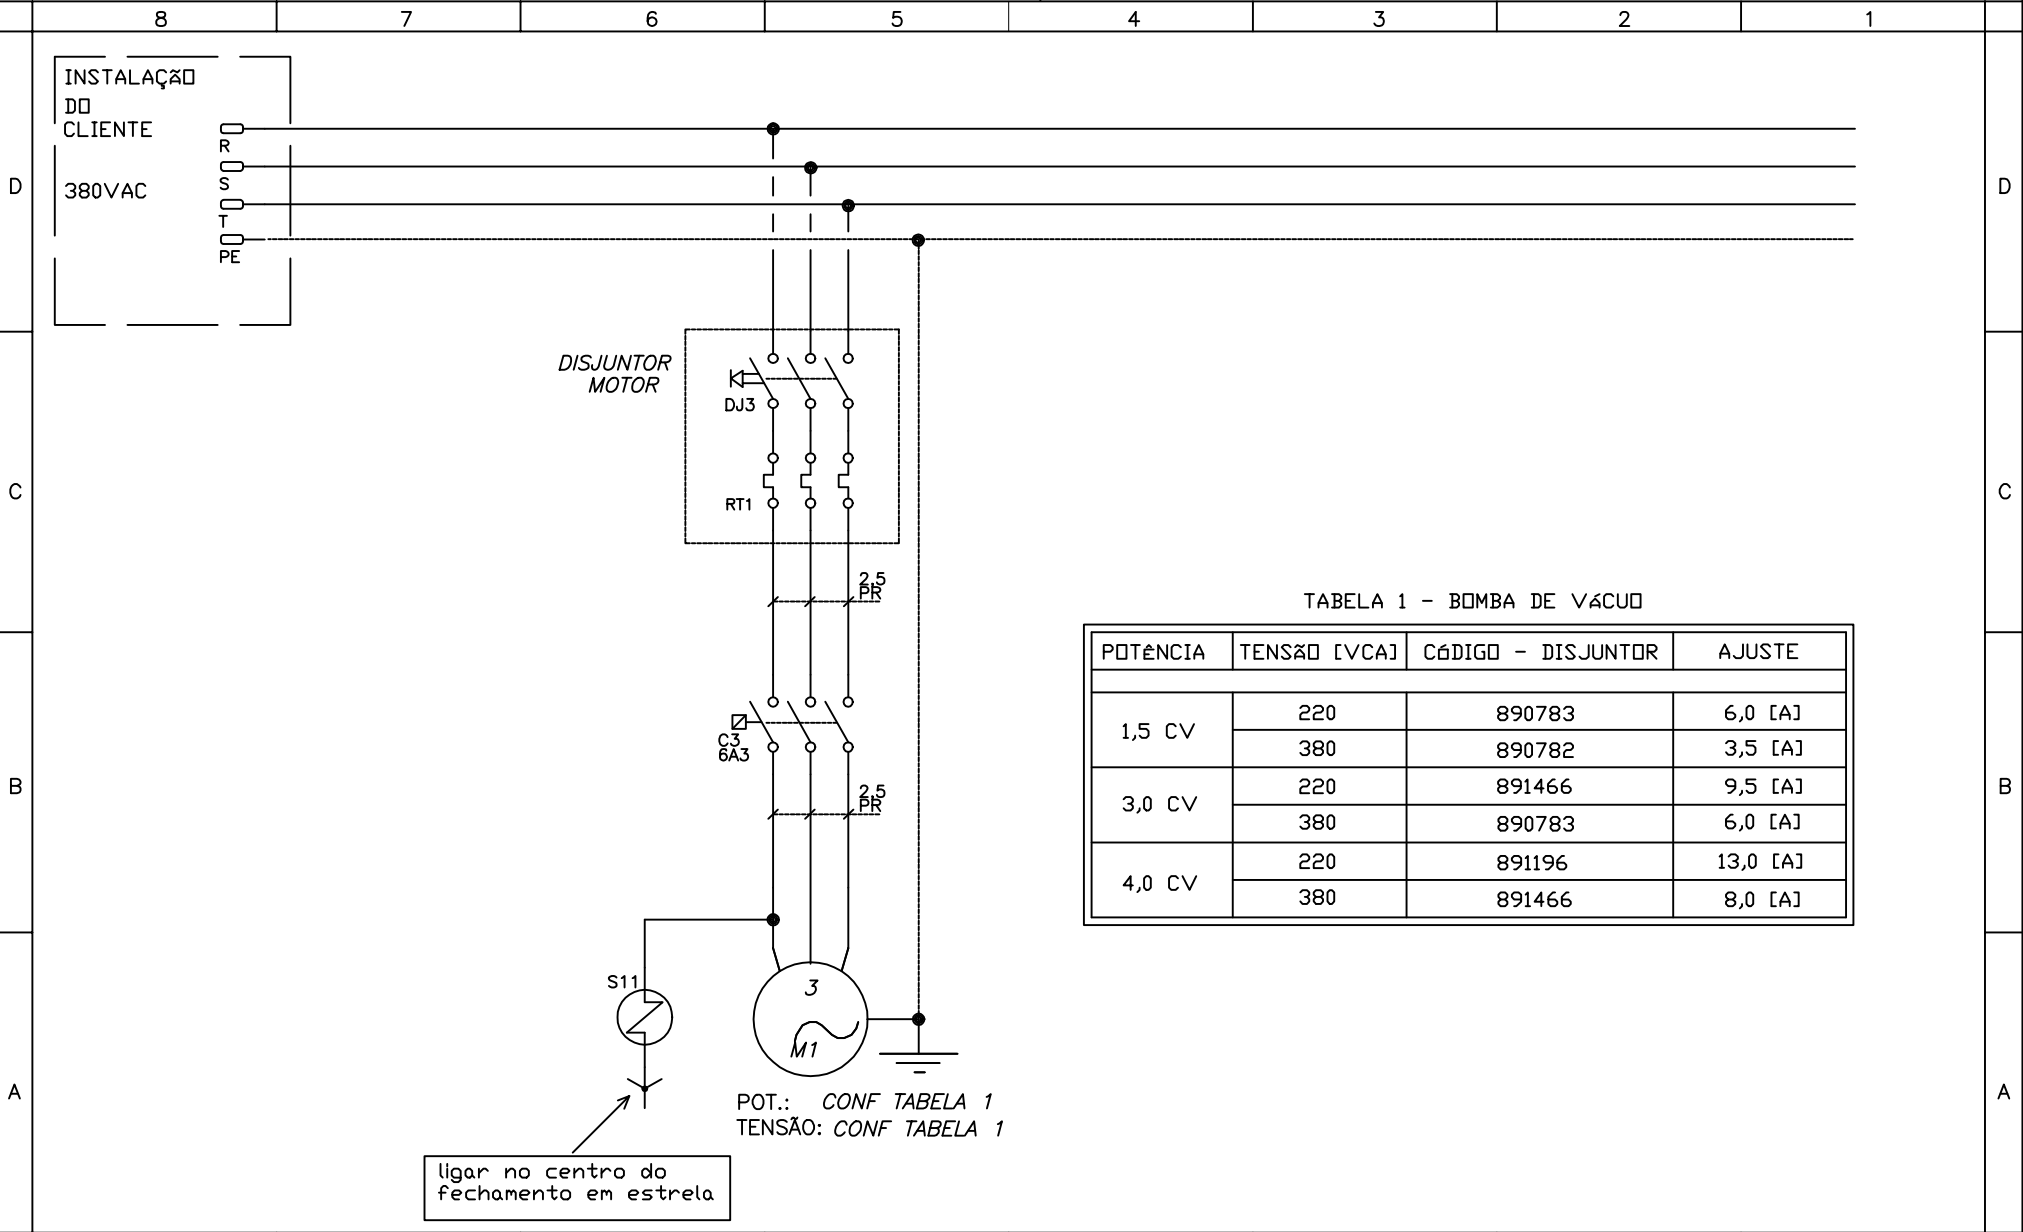 8 7 6 5 4 3 2 1
INSTALAÇÃO
DO
CLIENTE
R
S
380VAC
T
PE
D D
DISJUNTOR
MOTOR
DJ3
C C
RT1
2,5
PR
TABELA 1 - BOMBA DE VÁCUO
POTÊNCIA TENSÃO [VCA] CÓDIGO - DISJUNTOR AJUSTE
1,5 CV 220 890783 6,0 [A]
380 890782 3,5 [A]
3,0 CV 220 891466 9,5 [A]
380 890783 6,0 [A]
4,0 CV 220 891196 13,0 [A]
380 891466 8,0 [A]
C3
6A3
B B
2,5
PR
S11
3
M1
A A
POT.: CONF TABELA 1
TENSÃO: CONF TABELA 1
ligar no centro do
fechamento em estrela